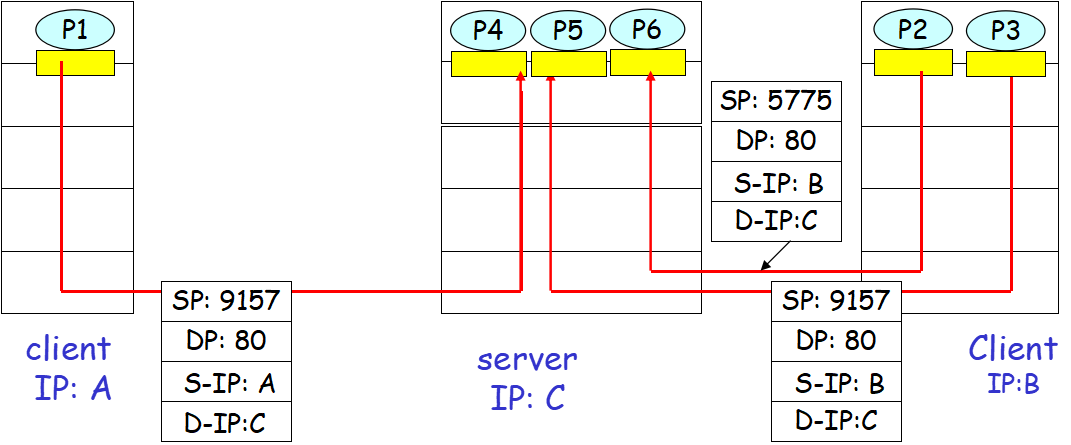 P1
P4
P5
P6
P2
P3
SP: 5775
DP: 80
S-IP: B
D-IP:C
SP: 9157
DP: 80
S-IP: A
D-IP:C
SP: 9157
DP: 80
S-IP: B
D-IP:C
client
IP: A
server
IP: C
Client
IP:B